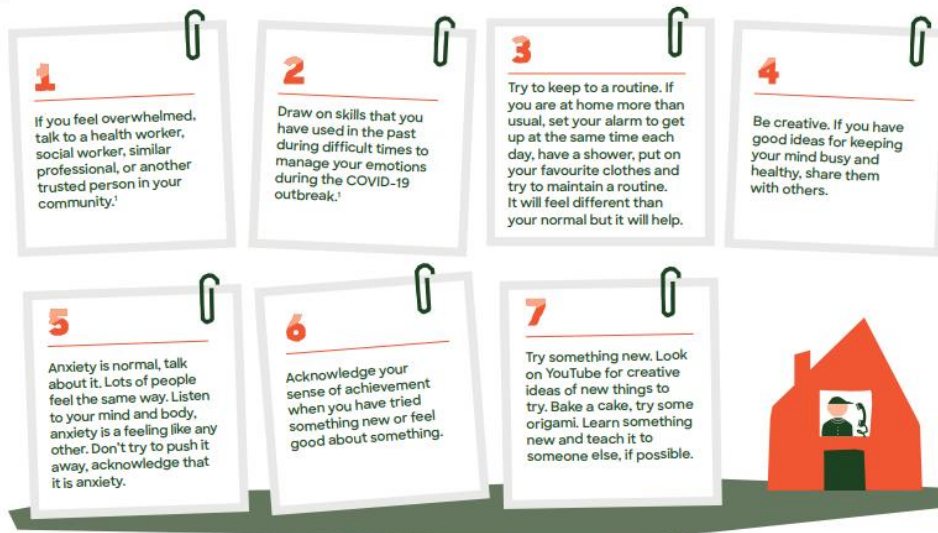 1
If you feel overwhelmed,
talk to a health worker,
social worker, similar
professional, or another
trusted person in your
community.¹
2
Draw on skills that you
have used in the past
during difficult times to
manage your emotions
during the COVID-19
outbreak.¹
3
Try to keep to a routine. If
you are at home more than
usual, set your alarm to get
up at the same time each
day, have a shower, put on
your favourite clothes and
try to maintain a routine.
It will feel different than
your normal but it will help.
4
Be creative. If you have
good ideas for keeping
your mind busy and
healthy, share them
with others.
5
Anxiety is normal, talk
about it. Lots of people
feel the same way. Listen
to your mind and body,
anxiety is a feeling like any
other. Don't try to push it
away, acknowledge that
it is anxiety.
6
Acknowledge your
sense of achievement
when you have tried
something new or feel
good about something.
7
Try something new. Look
on YouTube for creative
ideas of new things to
try. Bake a cake, try some
origami. Learn something
new and teach it to
someone else, if possible.